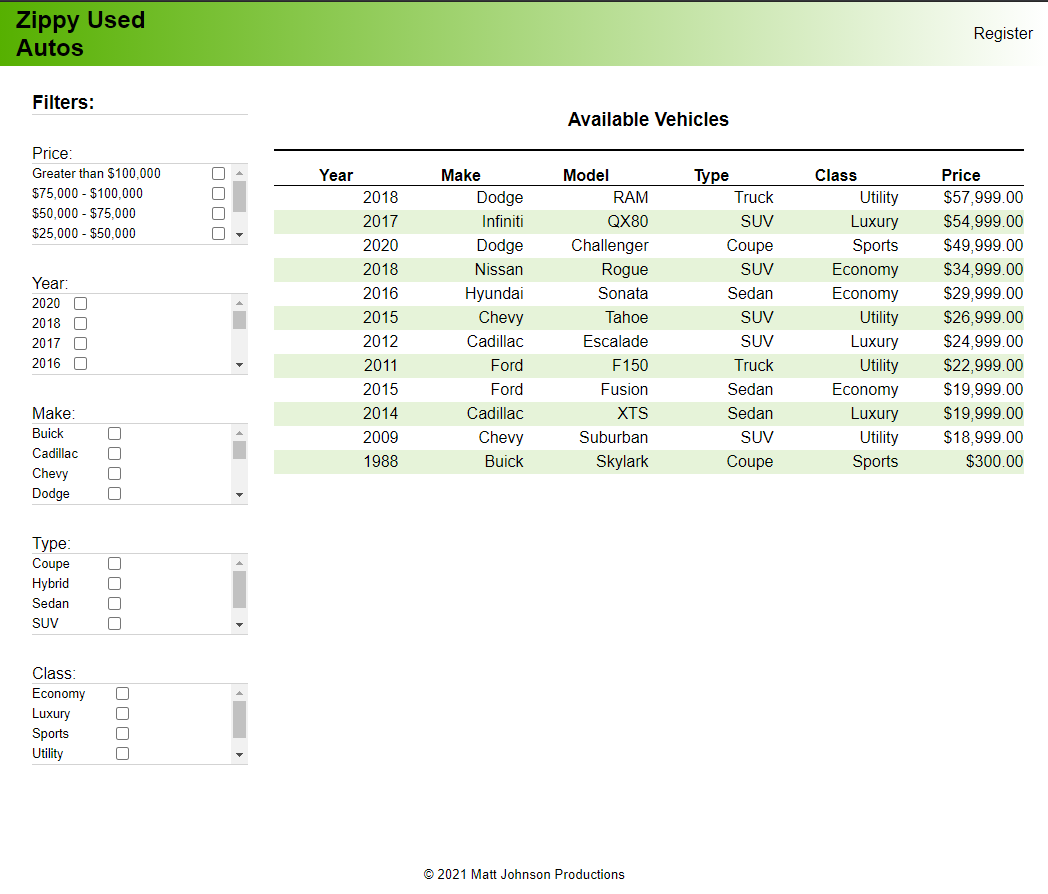 Zippy Used
Autos
Register
Filters:
Price:
Greater than $100,000
$75,000 - $100,000
$50,000 - $75,000
$25,000 - $50,000
Year:
2020
2018
2017
2016
Make:
Buick
Cadillac
Chevy
Dodge
Type:
Coupe
Hybrid
Sedan
SUV
Class:
Economy
Luxury
Sports
Utility
Available Vehicles
Year Make Model Type Class Price
2018 Dodge RAM Truck Utility $57,999.00
2017 Infiniti QX80 SUV Luxury $54,999.00
2020 Dodge Challenger Coupe Sports $49,999.00
2018 Nissan Rogue SUV Economy $34,999.00
2016 Hyundai Sonata Sedan Economy $29,999.00
2015 Chevy Tahoe SUV Utility $26,999.00
2012 Cadillac Escalade SUV Luxury $24,999.00
2011 Ford F150 Truck Utility $22,999.00
2015 Ford Fusion Sedan Economy $19,999.00
2014 Cadillac XTS Sedan Luxury $19,999.00
2009 Chevy Suburban SUV Utility $18,999.00
1988 Buick Skylark Coupe Sports $300.00
© 2021 Matt Johnson Productions